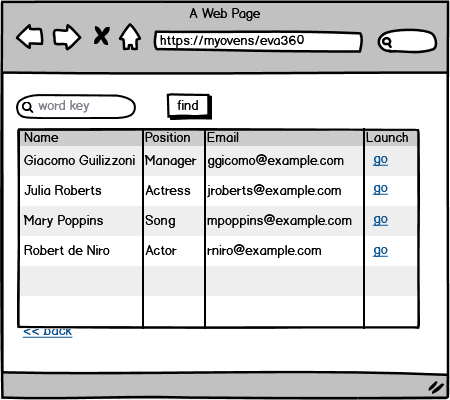 A Web Page
https://myovens/eva360
word key find
Name Position Email Launch
Giacomo Guilizzoni Manager ggicomo@example.com go
Julia Roberts Actress jroberts@example.com go
Mary Poppins Song mpoppins@example.com go
Robert de Niro Actor rniro@example.com go
<< back